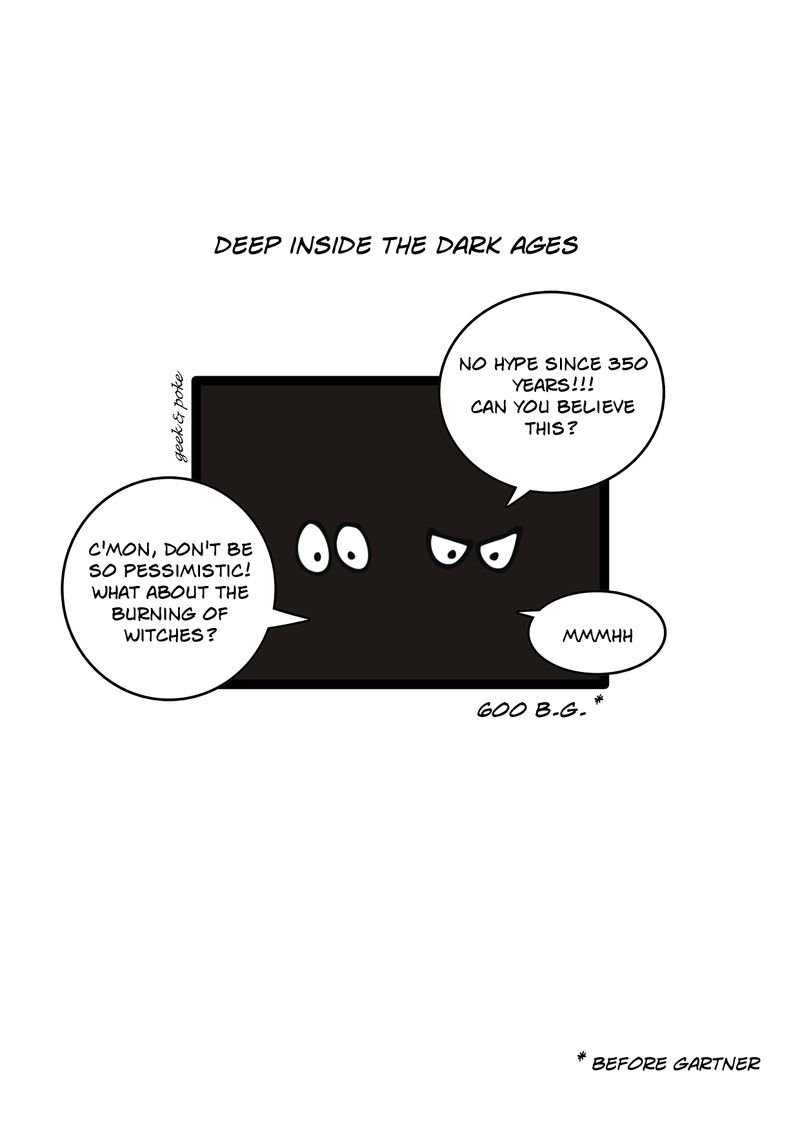 DEEP INSIDE THE DARK AGES
geek & poke
NO HYPE SINCE 350
YEARS!!!
CAN YOU BELIEVE
THIS?
C'MON, DON'T BE
SO PESSIMISTIC!
WHAT ABOUT THE
BURNING OF
WITCHES?
MMMHH
600 B.G. *
* BEFORE GARTNER